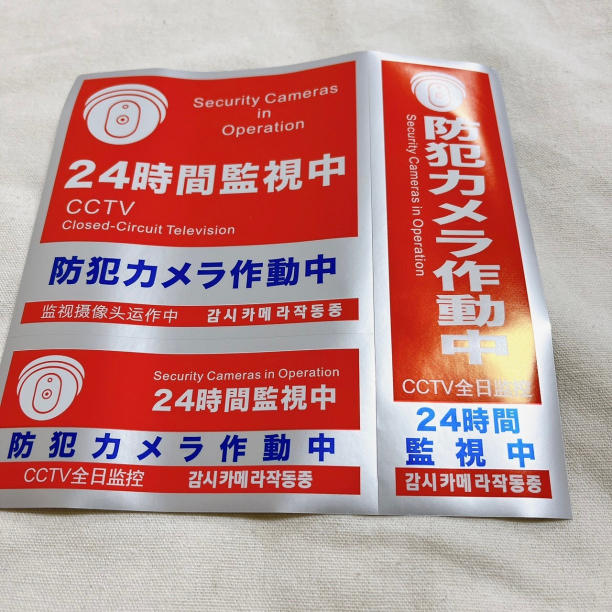 Security Cameras
in
Operation
24時間監視中
CCTV
Closed-Circuit Television
防犯カメラ作動中
监视摄像头运作中 감시카메라작동중
Security Cameras in Operation
24時間監視中
防犯カメラ作動中
CCTV全日监控 감시카메라작동중
防犯カメラ作動中
Security Cameras in Operation
CCTV全日监控
24時間
監視中
감시카메라작동중